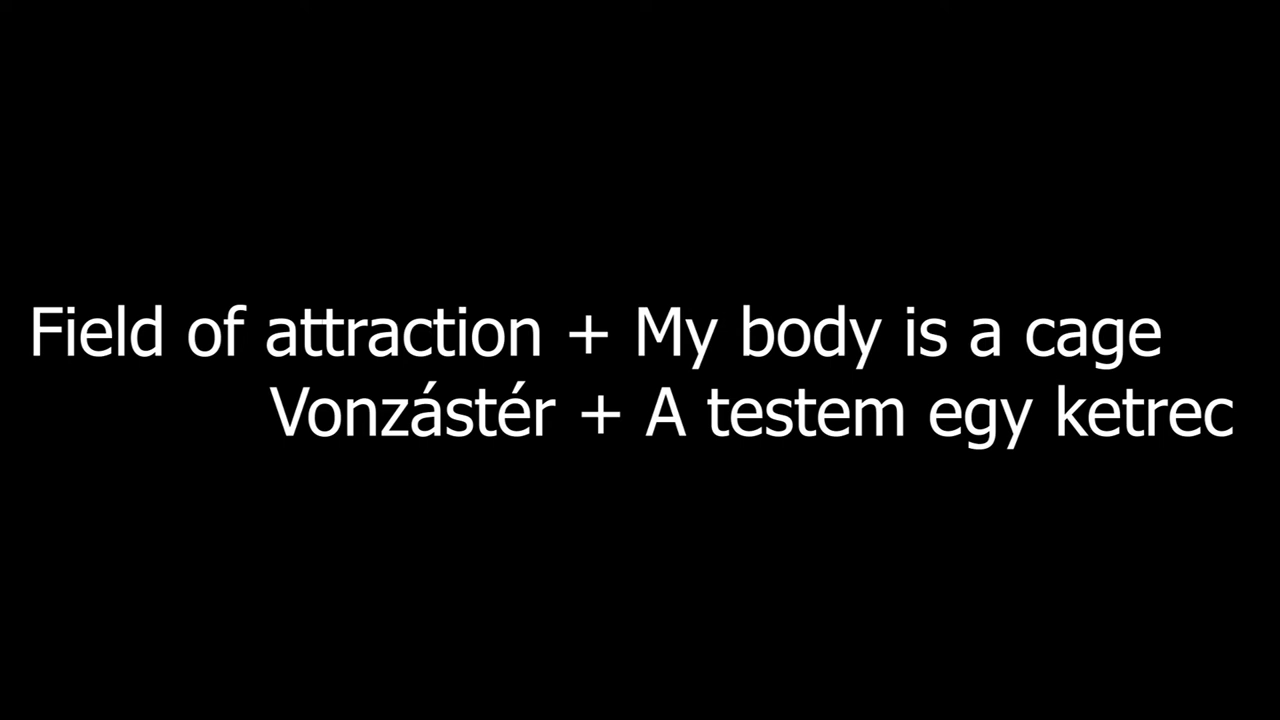 Field of attraction + My body is a cage
Vonzástér + A testem egy ketrec